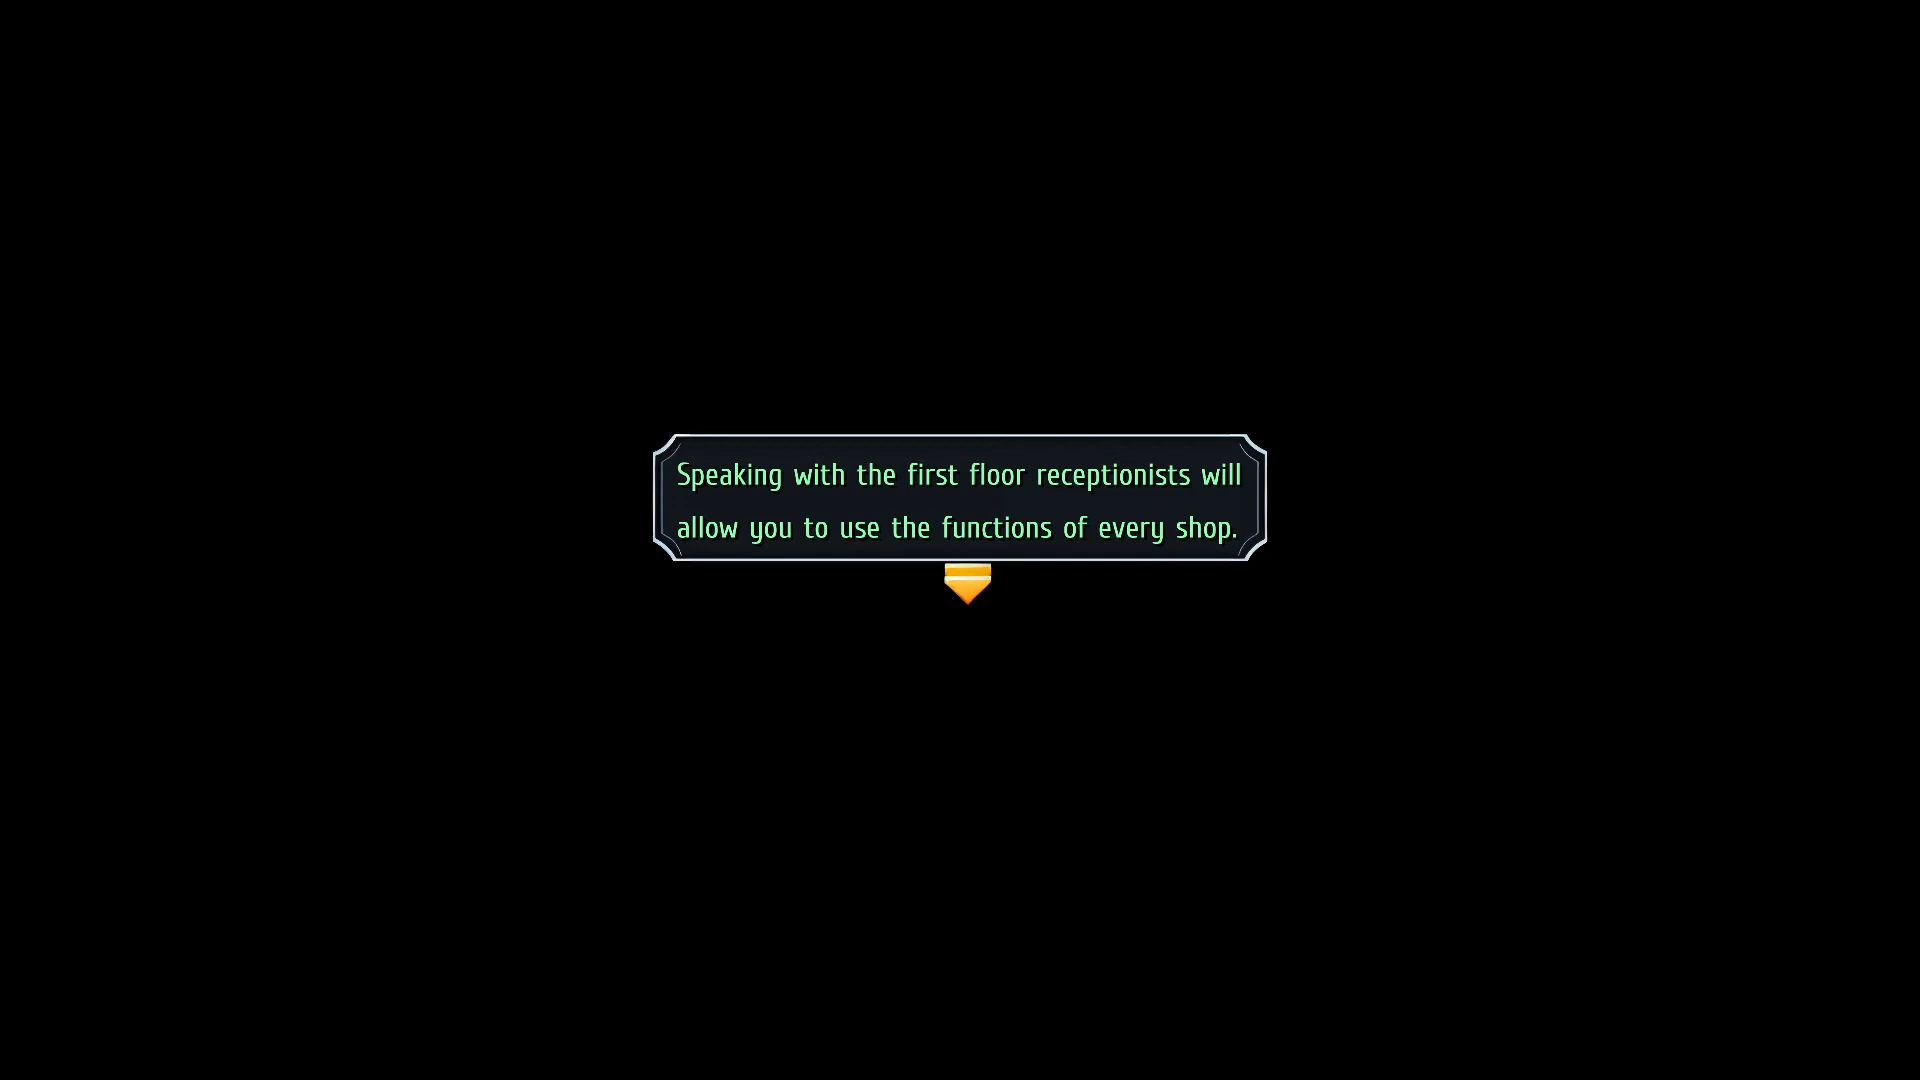 Speaking with the first floor receptionists will
allow you to use the functions of every shop.